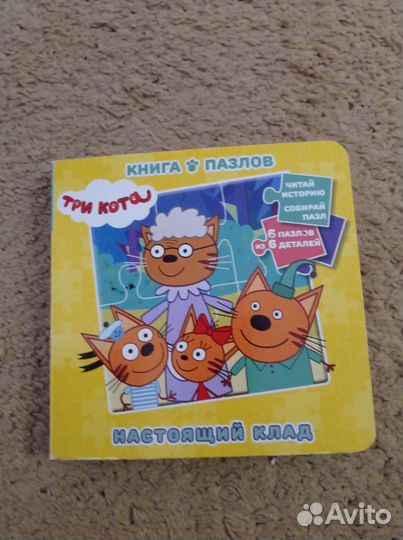 КНИГА ПАЗЛОВ
ТРИ КОТА
ЧИТАЙ
ИСТОРИЮ
СОБИРАЙ
ПАЗЛ
6 ПАЗЛОВ
ИЗ 6 ДЕТАЛЕЙ
НАСТОЯЩИЙ КЛАД
Avito